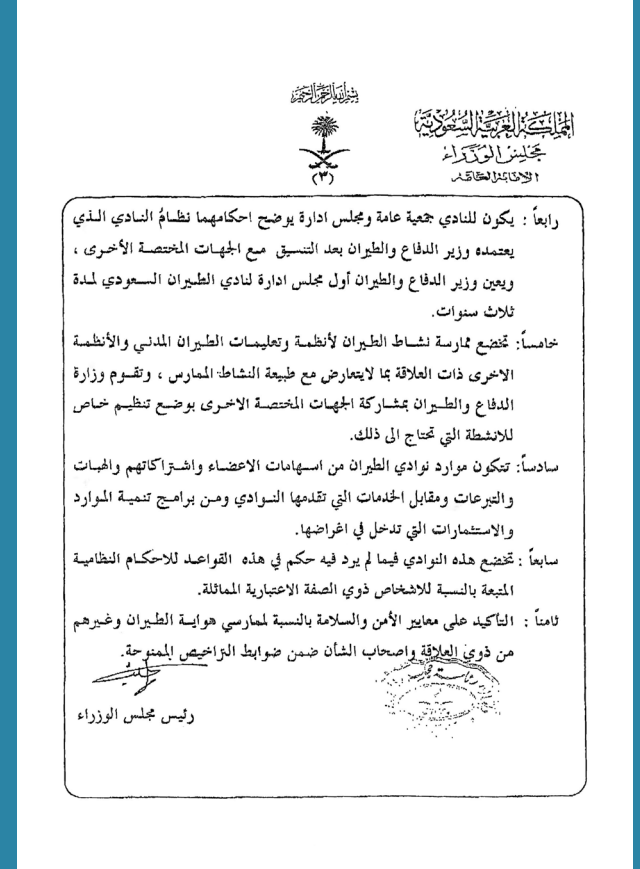 بسم الله الرحمن الرحيم
المملكة العربية السعودية
مجلس الوزراء
الأمانة العامة
(٣)
رابعاً : يكون للنادي جمعية عامة ومجلس ادارة يوضح احكامهما نظامُ النادي الذي
يعتمده وزير الدفاع والطيران بعد التنسيق مع الجهات المختصة الأخرى ،
ويعين وزير الدفاع والطيران أول مجلس ادارة لنادي الطيران السعودي لمدة
ثلاث سنوات.
خامساً: تخضع ممارسة نشاط الطيران لأنظمة وتعليمات الطيران المدني والأنظمة
الاخرى ذات العلاقة بما لايتعارض مع طبيعة النشاط الممارس ، وتقوم وزارة
الدفاع والطيران بمشاركة الجهات المختصة الاخرى بوضع تنظيم خاص
للانشطة التي تحتاج الى ذلك.
سادساً: تتكون موارد نوادي الطيران من اسهامات الاعضاء واشتراكاتهم والهبات
والتبرعات ومقابل الخدمات التي تقدمها النوادي ومن برامج تنمية الموارد
والاستثمارات التي تدخل في اغراضها.
سابعاً : تخضع هذه النوادي فيما لم يرد فيه حكم في هذه القواعد للاحكام النظامية
المتبعة بالنسبة للاشخاص ذوي الصفة الاعتبارية المماثلة.
ثامناً : التاكيد على معايير الأمن والسلامة بالنسبة لممارسي هواية الطيران وغيرهم
من ذوي العلاقة واصحاب الشأن ضمن ضوابط التراخيص الممنوحة.
رئيس مجلس الوزراء